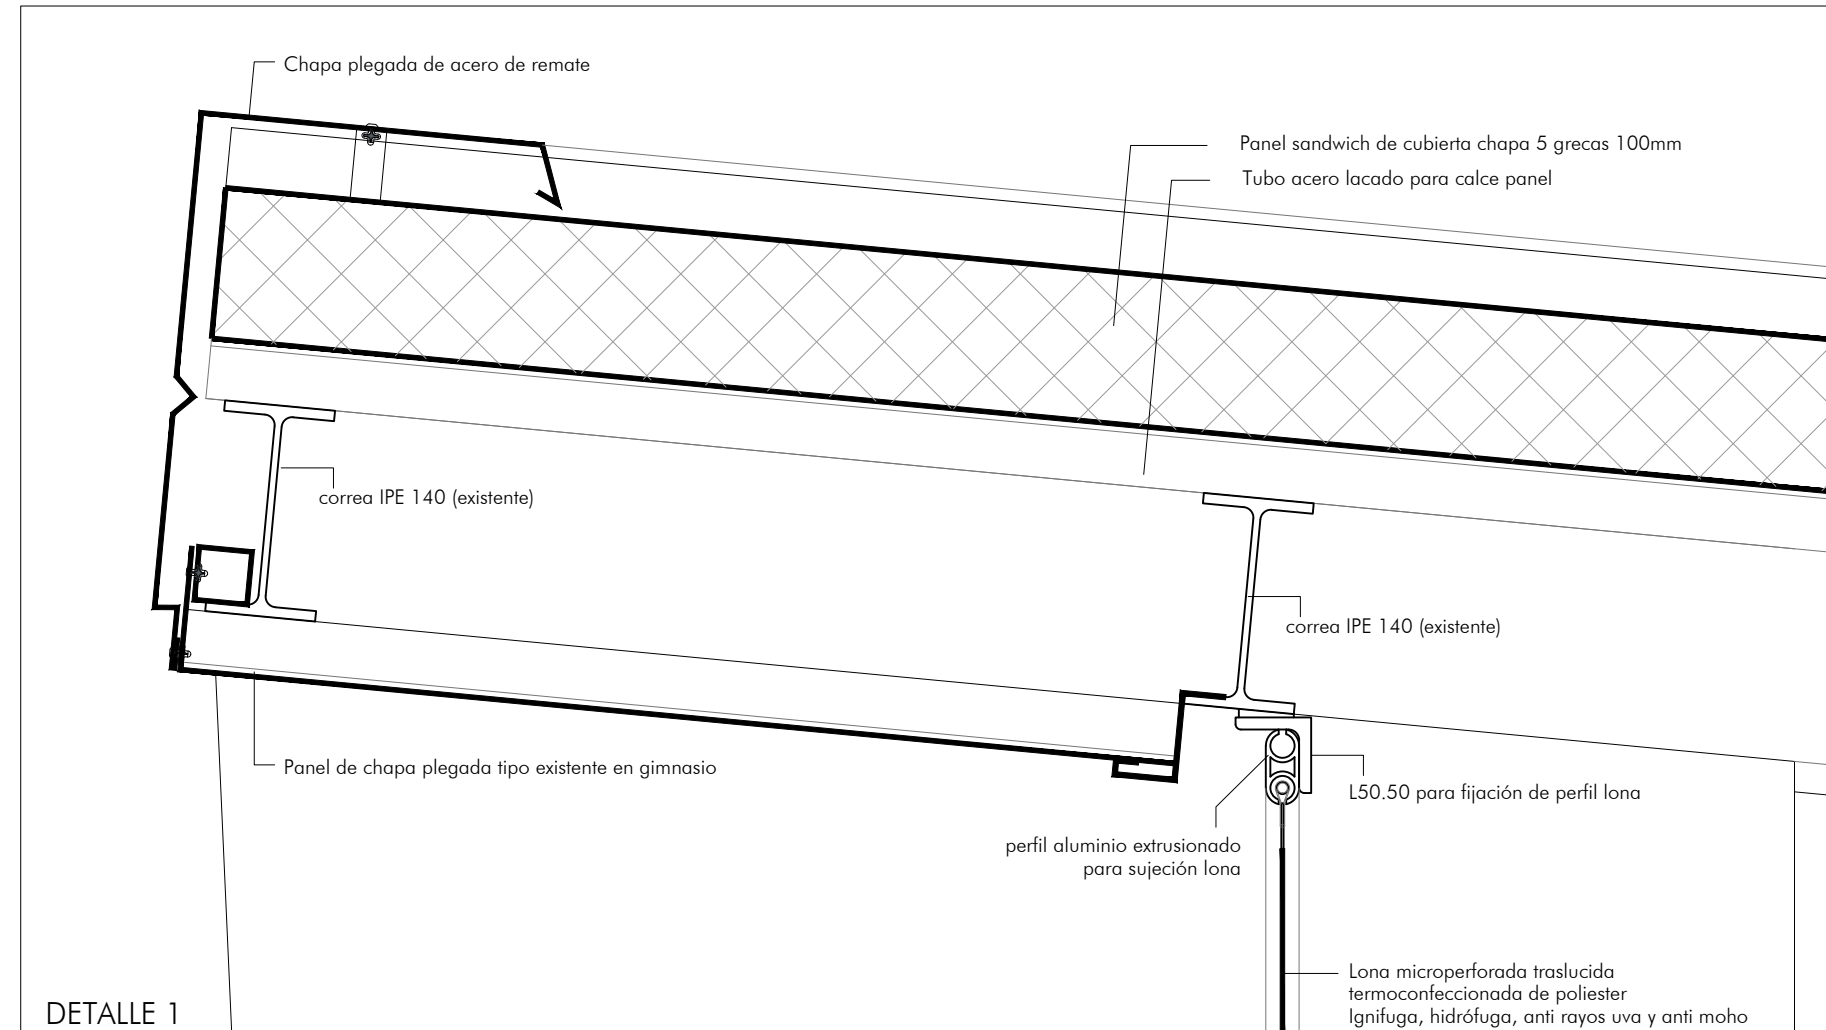 Chapa plegada de acero de remate
Panel sandwich de cubierta chapa 5 grecas 100mm
Tubo acero lacado para calce panel
correa IPE 140 (existente)
correa IPE 140 (existente)
Panel de chapa plegada tipo existente en gimnasio
L50.50 para fijación de perfil lona
perfil aluminio extrusionado
para sujeción lona
Lona microperforada traslucida
termoconfeccionada de poliester
Ignifuga, hidrófuga, anti rayos uva y anti moho
DETALLE 1